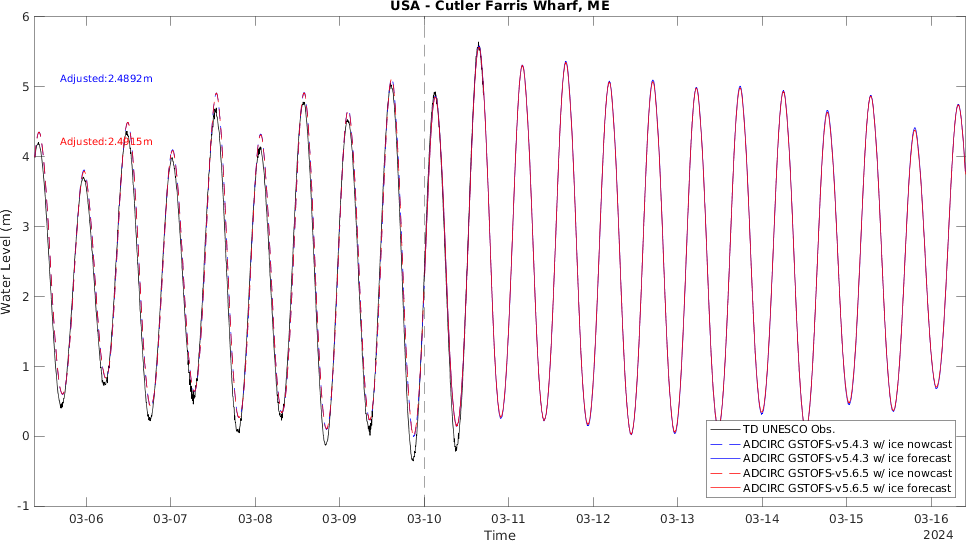 USA - Cutler Farris Wharf, ME
6
5
4
3
2
1
0
-1
Water Level (m)
Adjusted:2.4892m
Adjusted:2.4915m
TD UNESCO Obs.
ADCIRC GSTOFS-v5.4.3 w/ ice nowcast
ADCIRC GSTOFS-v5.4.3 w/ ice forecast
ADCIRC GSTOFS-v5.6.5 w/ ice nowcast
ADCIRC GSTOFS-v5.6.5 w/ ice forecast
03-06 03-07 03-08 03-09 03-10 03-11 03-12 03-13 03-14 03-15 03-16
Time
2024